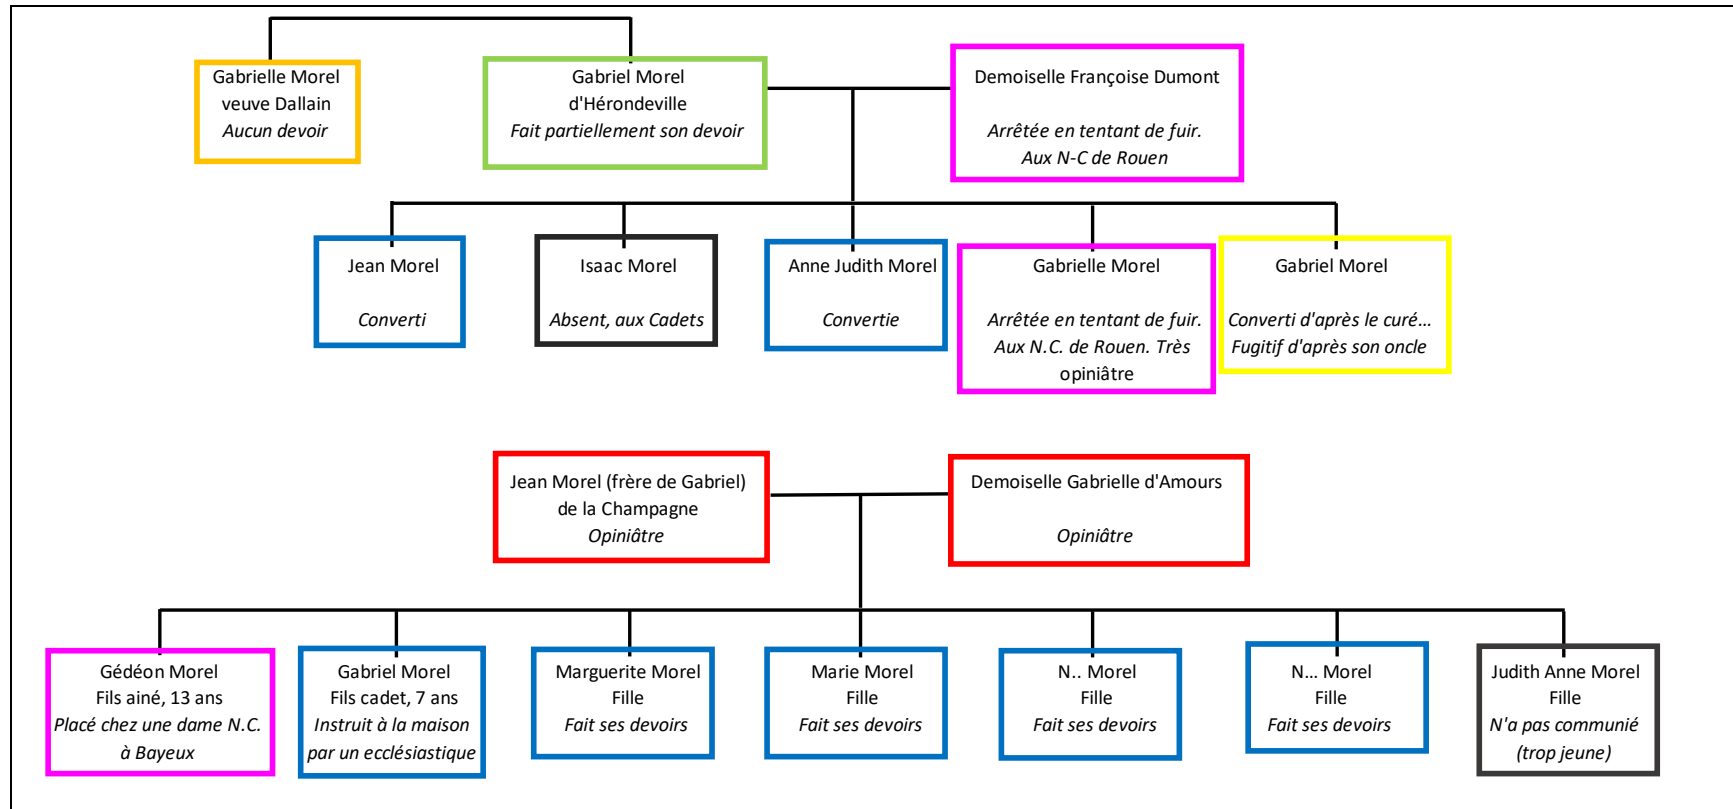 Gabrielle Morel
veuve Dallain
Aucun devoir
Gabriel Morel
d'Hérondeville
Fait partiellement son devoir
Demoiselle Françoise Dumont
Arrêtée en tentant de fuir.
Aux N-C de Rouen
Jean Morel
Converti
Isaac Morel
Absent, aux Cadets
Anne Judith Morel
Convertie
Gabrielle Morel
Arrêtée en tentant de fuir.
Aux N.C. de Rouen. Très
opiniâtre
Gabriel Morel
Converti d'après le curé...
Fugitif d'après son oncle
Jean Morel (frère de Gabriel)
de la Champagne
Opiniâtre
Demoiselle Gabrielle d'Amours
Opiniâtre
Gédéon Morel
Fils ainé, 13 ans
Placé chez une dame N.C.
à Bayeux
Gabriel Morel
Fils cadet, 7 ans
Instruit à la maison
par un ecclésiastique
Marguerite Morel
Fille
Fait ses devoirs
Marie Morel
Fille
Fait ses devoirs
N.. Morel
Fille
Fait ses devoirs
N... Morel
Fille
Fait ses devoirs
Judith Anne Morel
Fille
N'a pas communié
(trop jeune)